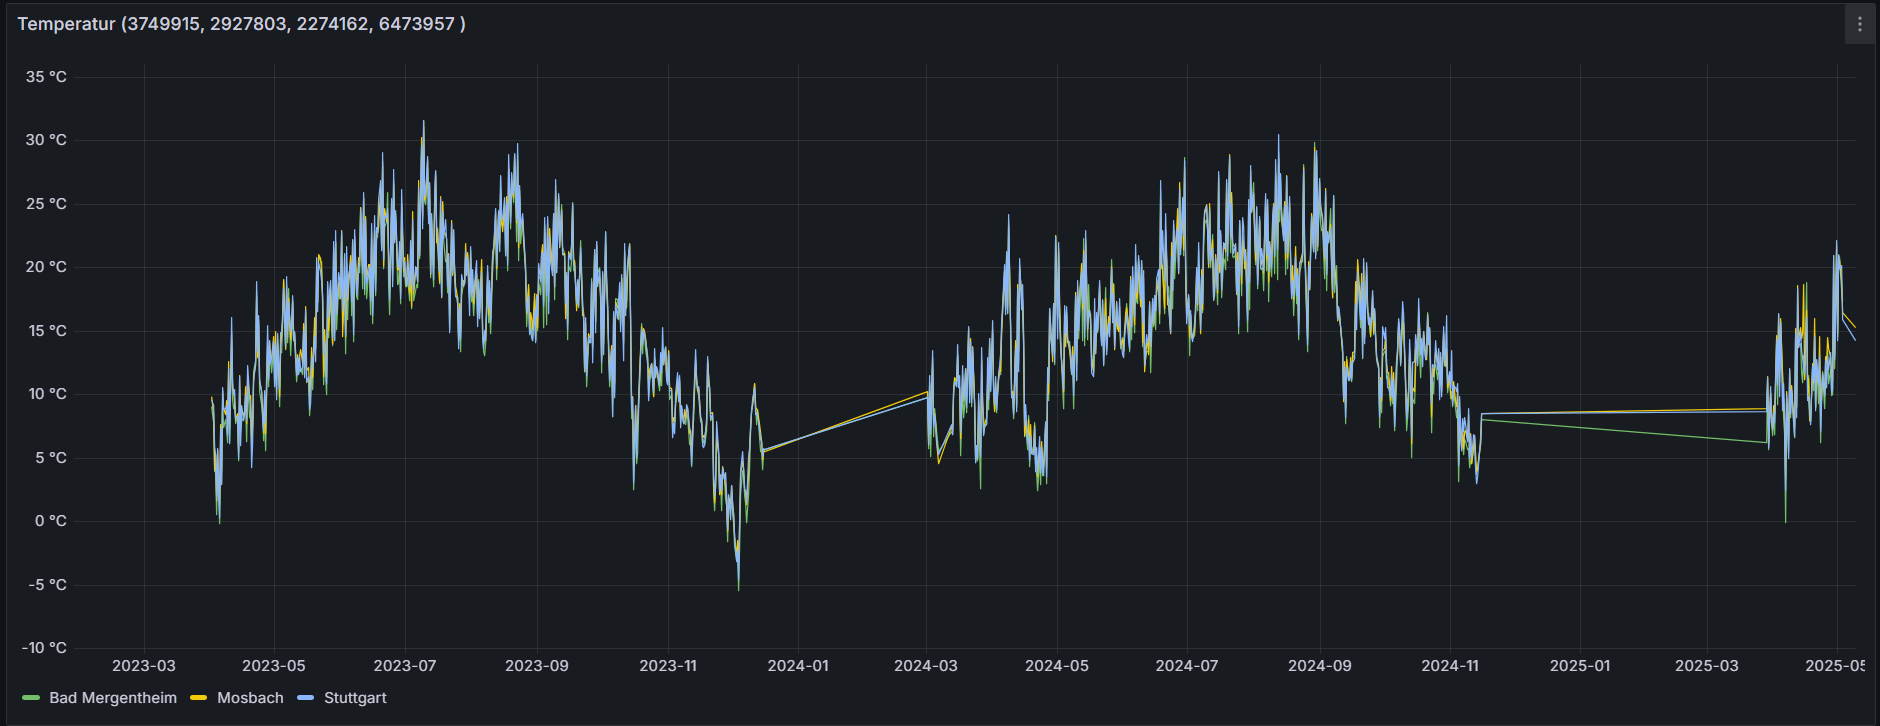 Temperatur (3749915, 2927803, 2274162, 6473957 )
35 °C
30 °C
25 °C
20 °C
15 °C
10 °C
5 °C
0 °C
-5 °C
-10 °C
2023-03 2023-05 2023-07 2023-09 2023-11 2024-01 2024-03 2024-05 2024-07 2024-09 2024-11 2025-01 2025-03 2025-05
Bad Mergentheim Mosbach Stuttgart